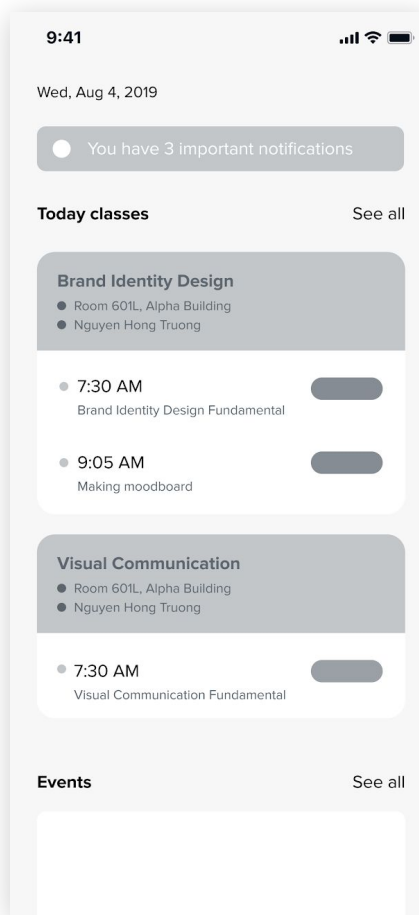 9:41
Wed, Aug 4, 2019
You have 3 important notifications
Today classes See all
Brand Identity Design
Room 601L, Alpha Building
Nguyen Hong Truong
7:30 AM
Brand Identity Design Fundamental
9:05 AM
Making moodboard
Visual Communication
Room 601L, Alpha Building
Nguyen Hong Truong
7:30 AM
Visual Communication Fundamental
Events See all